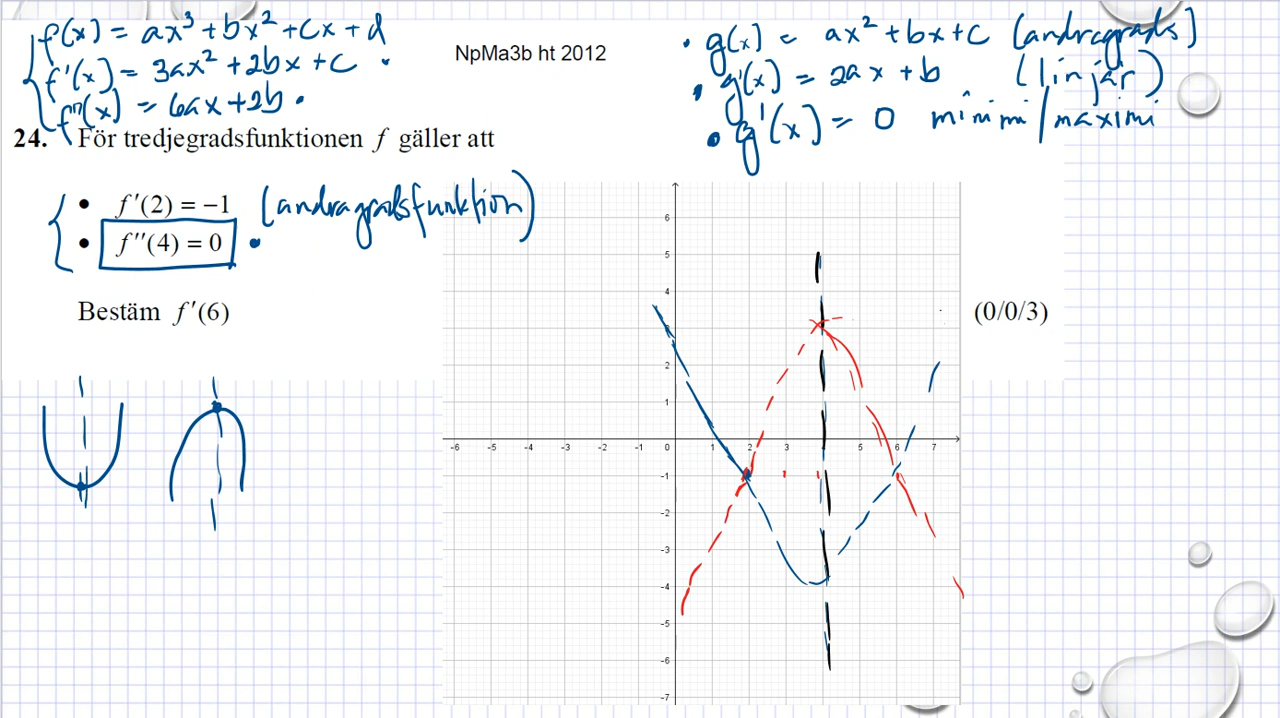 f(x) = ax³ + bx² + cx + d
f'(x) = 3ax² + 2bx + c
f''(x) = 6ax + 2b
NpMa3b ht 2012
g(x) = ax² + bx + c (andragrads)
g'(x) = 2ax + b (linjär)
g'(x) = 0 minimi/maximi
24. För tredjegradsfunktionen f gäller att
• f'(2) = −1 (andragradsfunktion)
• f''(4) = 0
Bestäm f'(6)
(0/0/3)
6
5
4
3
2
1
-6 -5 -4 -3 -2 -1 0 1 2 3 5 6 7
-1
-2
-3
-4
-5
-6
-7